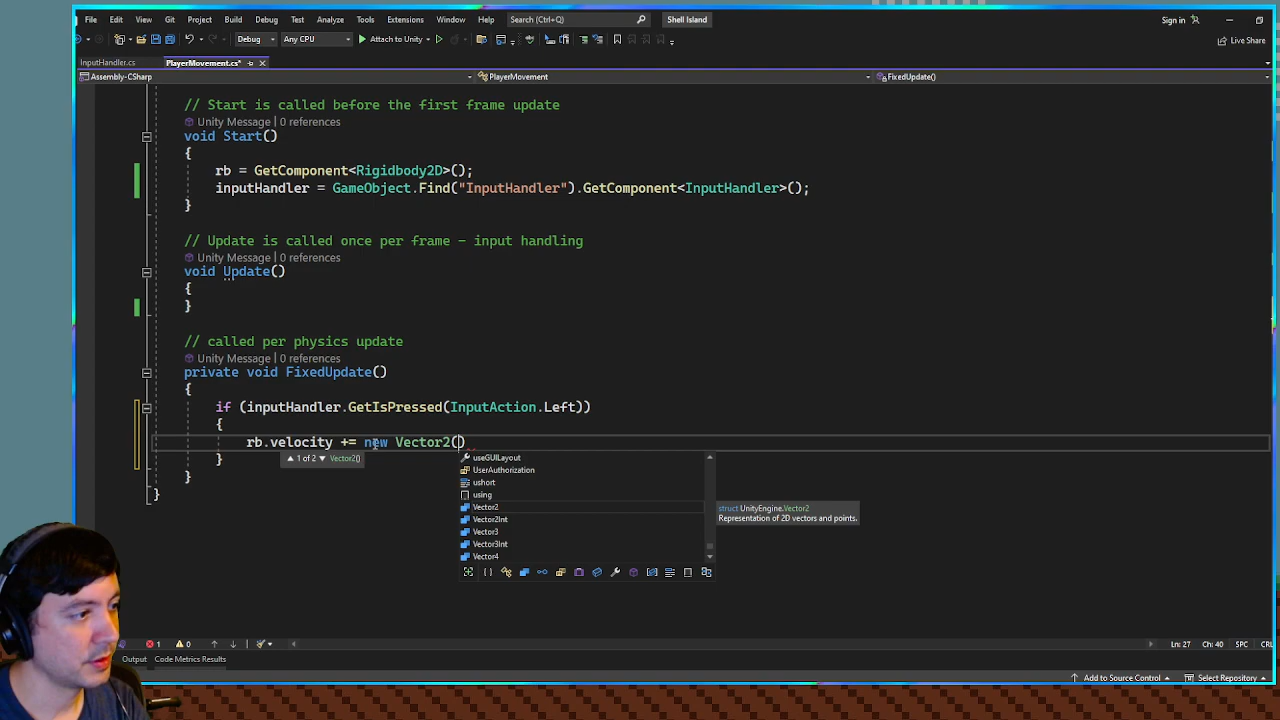 File Edit View Git Project Build Debug Test Analyze Tools Extensions Window Help Search (Ctrl+Q) Shell Island Sign in
Debug Any CPU Attach to Unity Live Share
InputHandler.cs PlayerMovement.cs*
Assembly-CSharp PlayerMovement FixedUpdate()
// Start is called before the first frame update
Unity Message | 0 references
void Start()
{
rb = GetComponent<Rigidbody2D>();
inputHandler = GameObject.Find("InputHandler").GetComponent<InputHandler>();
}
// Update is called once per frame - input handling
Unity Message | 0 references
void Update()
{
}
// called per physics update
Unity Message | 0 references
private void FixedUpdate()
{
if (inputHandler.GetIsPressed(InputAction.Left))
{
rb.velocity += new Vector2()
}
▲ 1 of 2 ▼ Vector2()
useGUILayout
UserAuthorization
ushort
using
Vector2
Vector2Int
Vector3
Vector3Int
Vector4
struct UnityEngine.Vector2
Representation of 2D vectors and points.
}
}
1 0 Ln: 27 Ch: 40 SPC
Output Code Metrics Results
Add to Source Control Select Repository